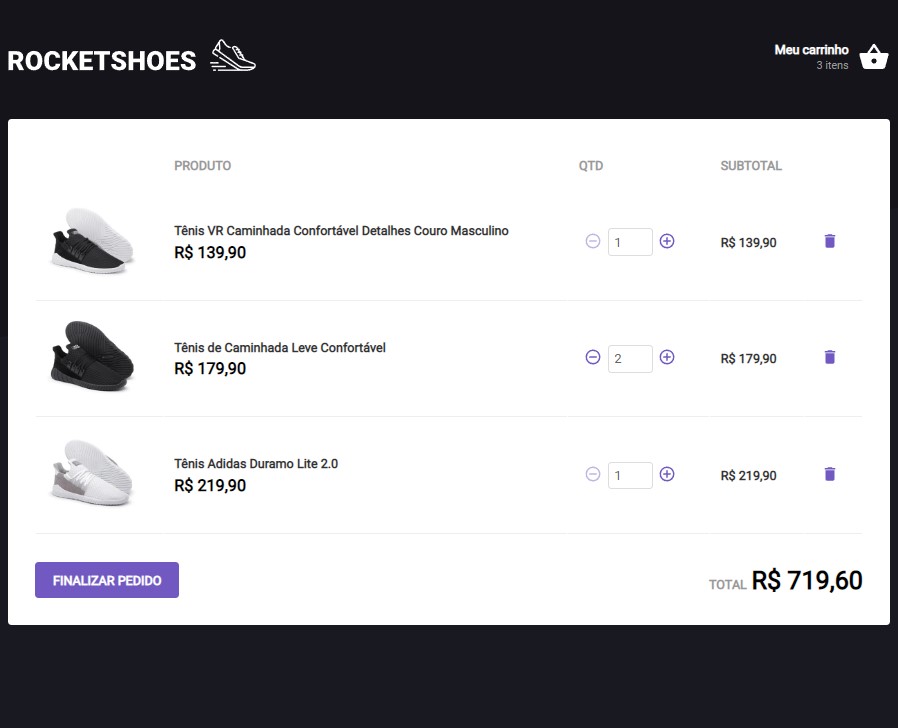 ROCKETSHOES
Meu carrinho
3 itens
PRODUTO QTD SUBTOTAL
Tênis VR Caminhada Confortável Detalhes Couro Masculino
R$ 139,90
1
R$ 139,90
Tênis de Caminhada Leve Confortável
R$ 179,90
2
R$ 179,90
Tênis Adidas Duramo Lite 2.0
R$ 219,90
1
R$ 219,90
FINALIZAR PEDIDO
TOTAL R$ 719,60